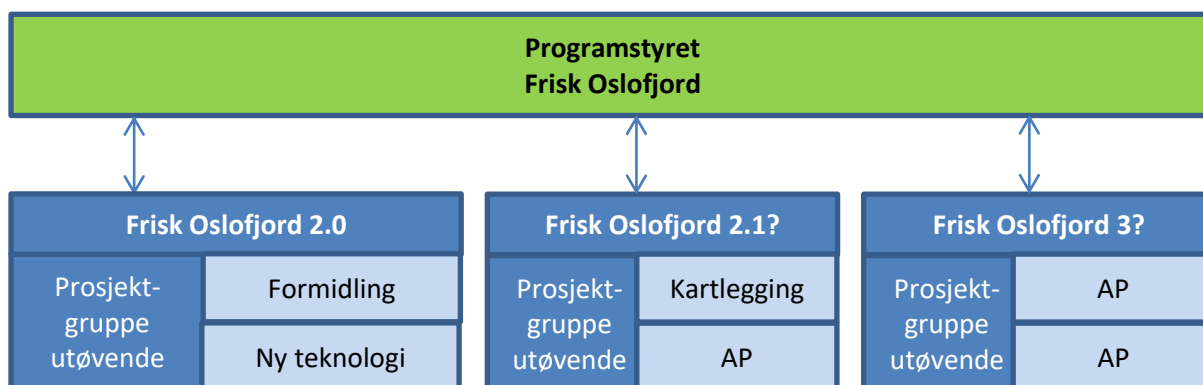 Programstyret
Frisk Oslofjord
Frisk Oslofjord 2.0
Prosjekt-
gruppe
utøvende
Formidling
Ny teknologi
Frisk Oslofjord 2.1?
Prosjekt-
gruppe
utøvende
Kartlegging
AP
Frisk Oslofjord 3?
Prosjekt-
gruppe
utøvende
AP
AP